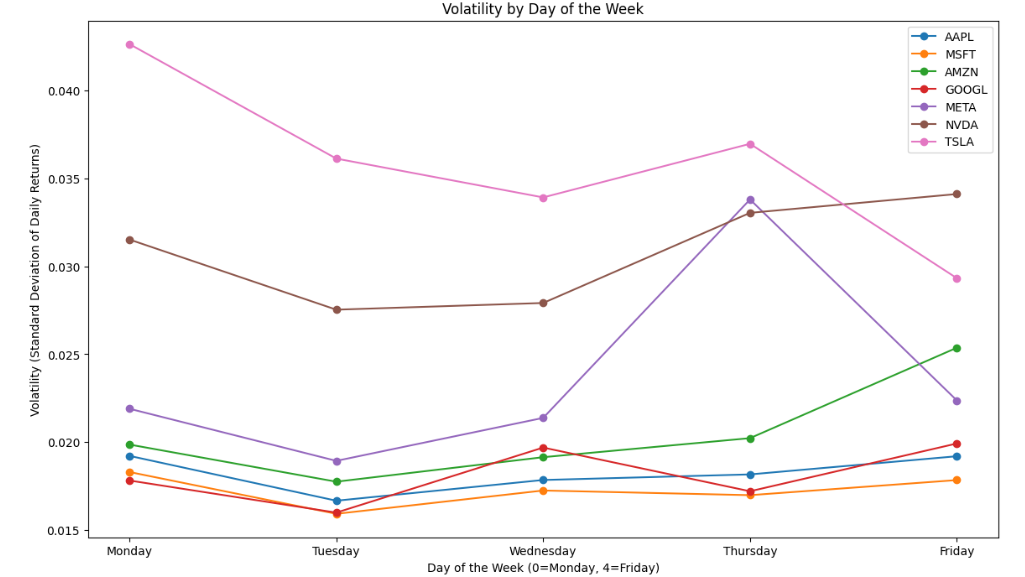 Volatility by Day of the Week
AAPL
MSFT
AMZN
GOOGL
META
NVDA
TSLA
Volatility (Standard Deviation of Daily Returns)
0.040
0.035
0.030
0.025
0.020
0.015
Monday
Tuesday
Wednesday
Thursday
Friday
Day of the Week (0=Monday, 4=Friday)